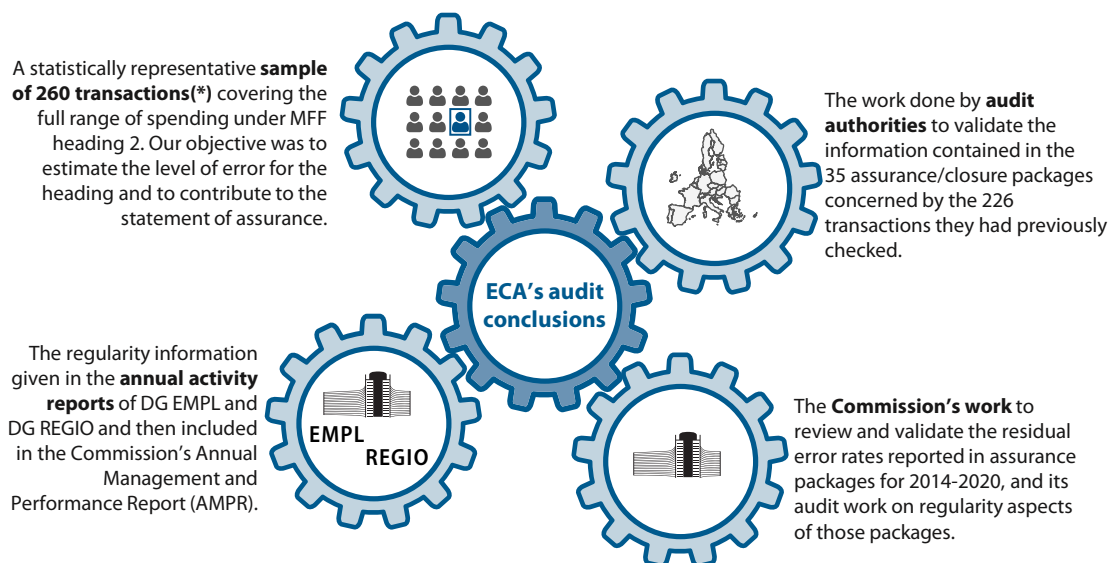 A statistically representative sample
of 260 transactions(*) covering the
full range of spending under MFF
heading 2. Our objective was to
estimate the level of error for the
heading and to contribute to the
statement of assurance.
The work done by audit
authorities to validate the
information contained in the
35 assurance/closure packages
concerned by the 226
transactions they had previously
checked.
ECA's audit
conclusions
The regularity information
given in the annual activity
reports of DG EMPL and
DG REGIO and then included
in the Commission's Annual
Management and
Performance Report (AMPR).
EMPL
REGIO
The Commission's work to
review and validate the residual
error rates reported in assurance
packages for 2014-2020, and its
audit work on regularity aspects
of those packages.